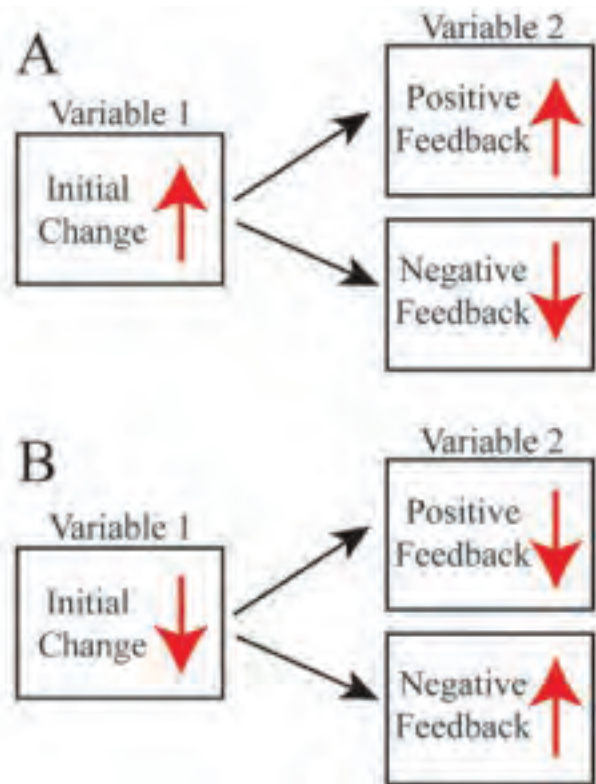 A
Variable 1
Initial
Change
Variable 2
Positive
Feedback
Negative
Feedback
B
Variable 1
Initial
Change
Variable 2
Positive
Feedback
Negative
Feedback